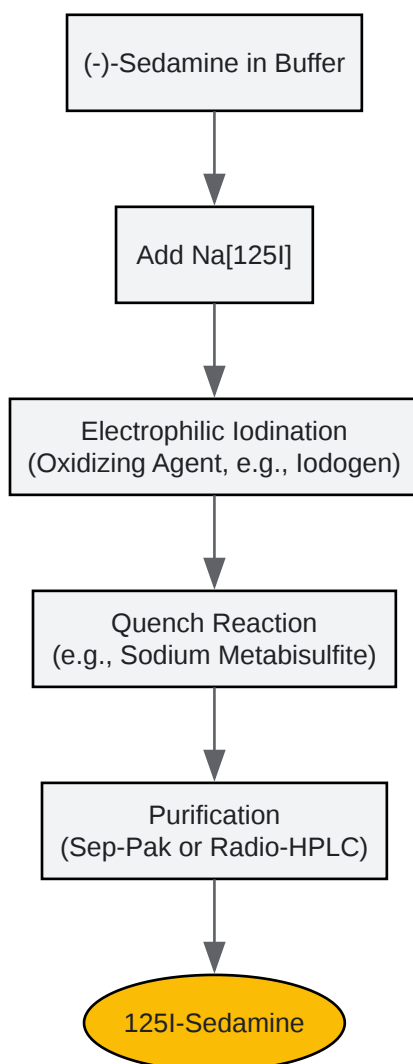 (-)-Sedamine in Buffer
Add Na[125I]
Electrophilic Iodination
(Oxidizing Agent, e.g., Iodogen)
Quench Reaction
(e.g., Sodium Metabisulfite)
Purification
(Sep-Pak or Radio-HPLC)
125I-Sedamine